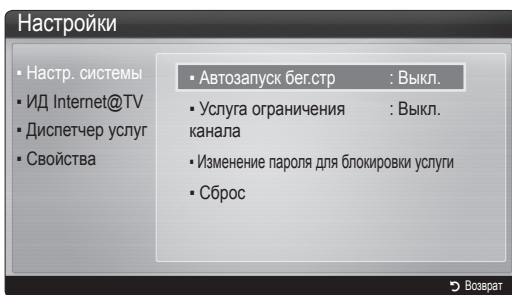 Настройки
▪ Настр. системы
▪ ИД Internet@TV
▪ Диспетчер услуг
▪ Свойства
▪ Автозапуск бег.стр : Выкл.
▪ Услуга ограничения : Выкл.
канала
▪ Изменение пароля для блокировки услуги
▪ Сброс
Возврат